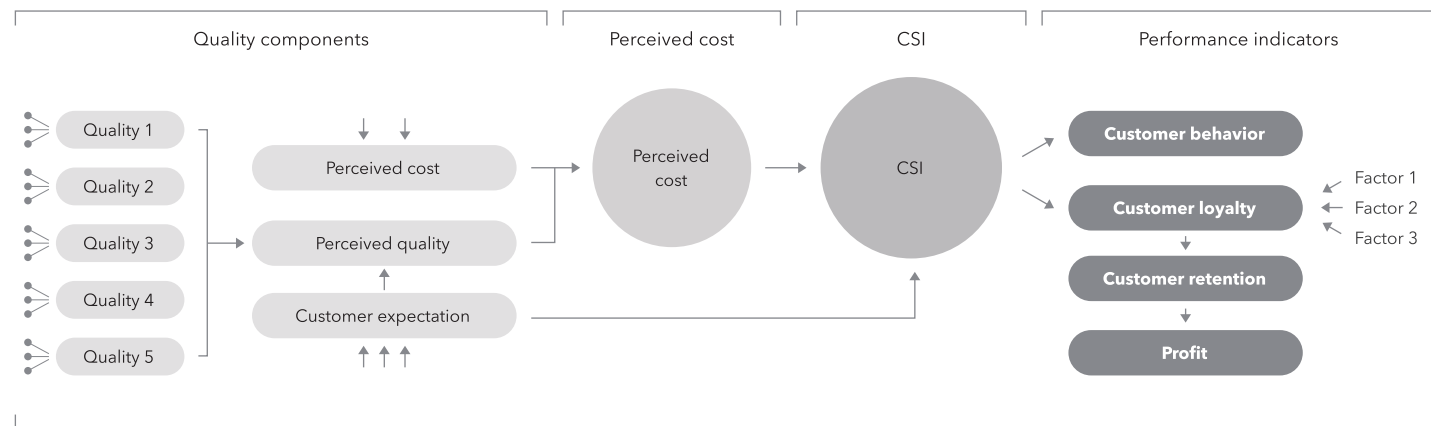 Quality components
Perceived cost
CSI
Performance indicators
Quality 1
Quality 2
Quality 3
Quality 4
Quality 5
Perceived cost
Perceived quality
Customer expectation
Perceived
cost
CSI
Customer behavior
Customer loyalty
Customer retention
Profit
Factor 1
Factor 2
Factor 3